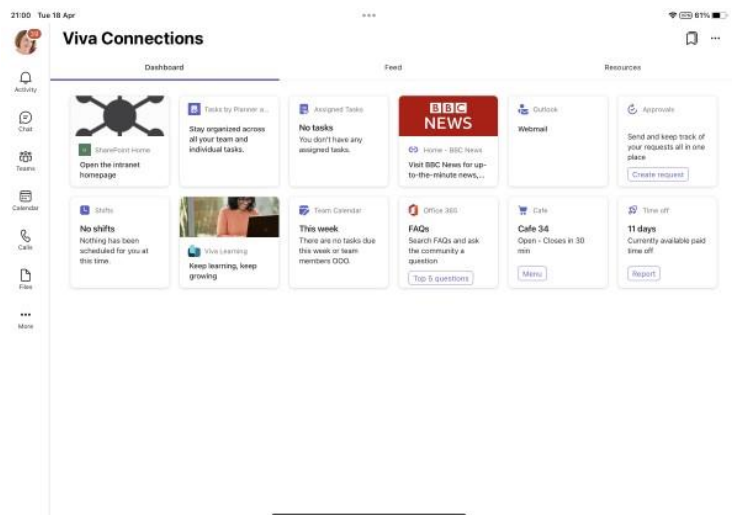 21:00 Tue 18 Apr
81%
Viva Connections
Dashboard
Feed
Resources
Activity
Chat
Teams
Calendar
Calls
Files
More
SharePoint Home
Open the intranet
homepage
Tasks by Planner a...
Stay organized across
all your team and
individual tasks.
Assigned Tasks
No tasks
You don't have any
assigned tasks.
BBC
NEWS
Home - BBC News
Visit BBC News for up-
to-the-minute news,...
Outlook
Webmail
Approvals
Send and keep track of
your requests all in one
place
Create request
Shifts
No shifts
Nothing has been
scheduled for you at
this time.
Viva Learning
Keep learning, keep
growing
Team Calendar
This week
There are no tasks due
this week or team
members OOO.
Office 365
FAQs
Search FAQs and ask
the community a
question
Top 5 questions
Cafe
Cafe 34
Open - Closes in 30
min
Menu
Time off
11 days
Currently available paid
time off
Report